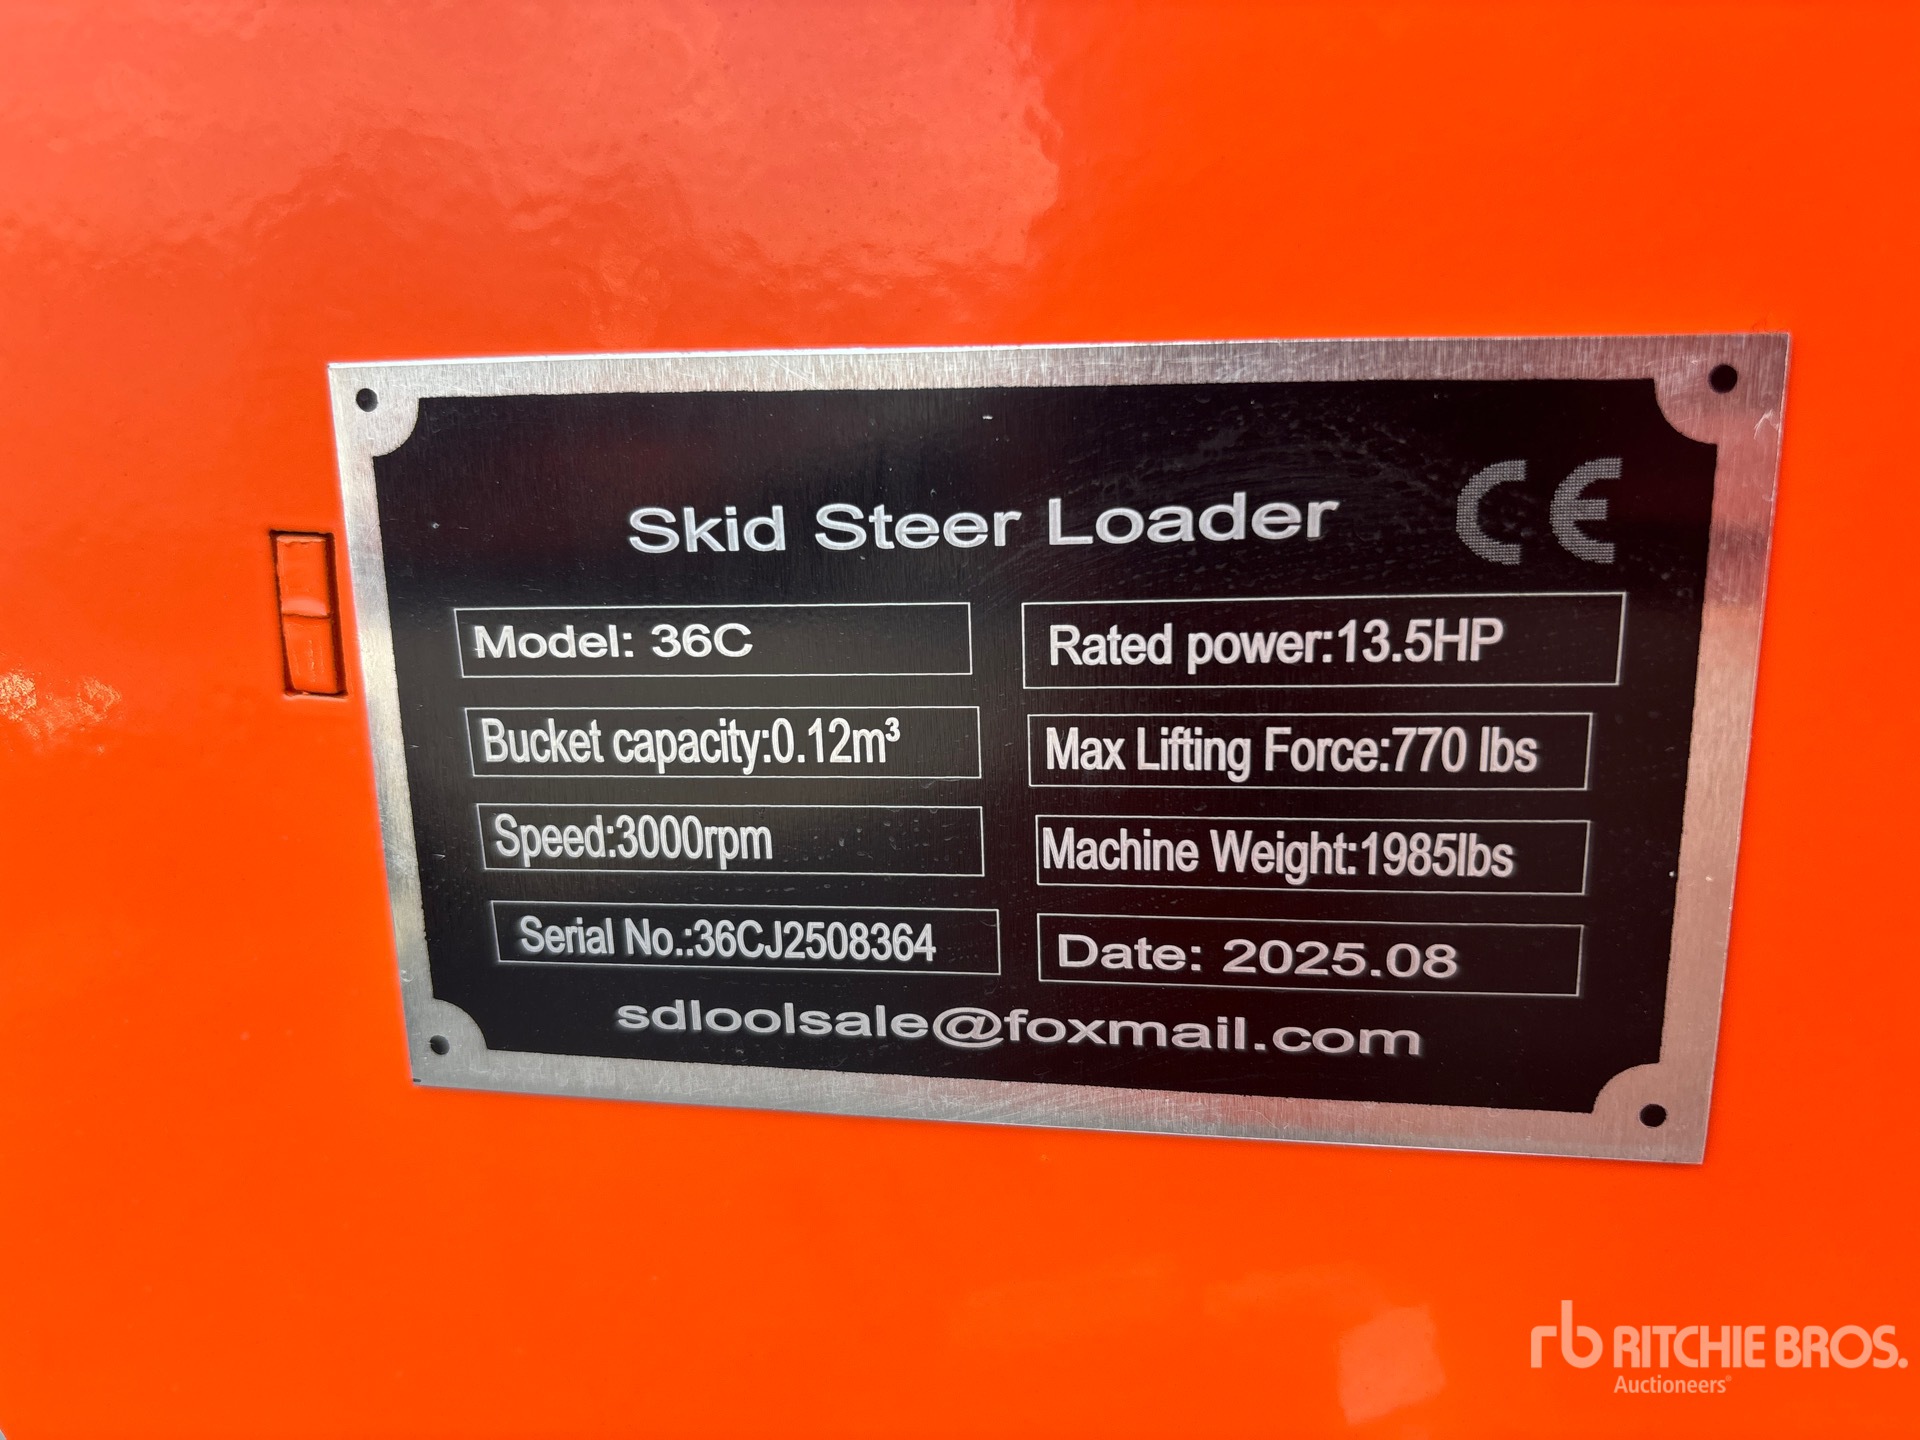 Skid Steer Loader CE
Model: 36C
Rated power:13.5HP
Bucket capacity:0.12m³
Max Lifting Force:770 lbs
Speed:3000rpm
Machine Weight:1985lbs
Serial No.:36CJ2508364
Date: 2025.08
sdloolsale@foxmail.com
rb RITCHIE BROS.
Auctioneers®